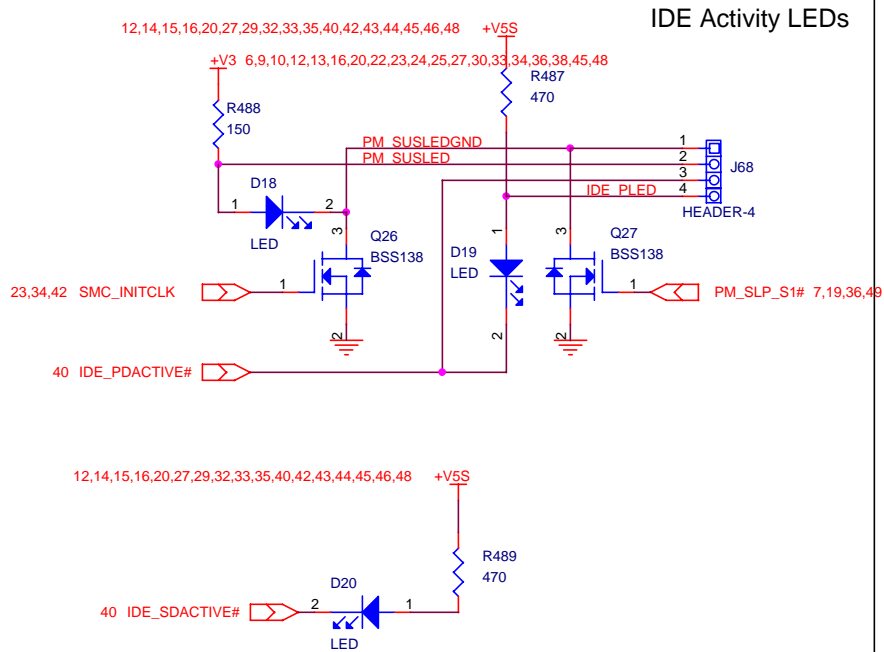 IDE Activity LEDs
12,14,15,16,20,27,29,32,33,35,40,42,43,44,45,46,48 +V5S
+V3 6,9,10,12,13,16,20,22,23,24,25,27,30,33,34,36,38,45,48
R487
470
R488
150
PM_SUSLEDGND 1
PM_SUSLED 2
3 J68
IDE_PLED 4
HEADER-4
D18
1 2
LED
3 Q26
BSS138
1 D19
LED
3 Q27
BSS138
23,34,42 SMC_INITCLK 1
1 PM_SLP_S1# 7,19,36,49
2 2 2
40 IDE_PDACTIVE#
12,14,15,16,20,27,29,32,33,35,40,42,43,44,45,46,48 +V5S
R489
470
D20
40 IDE_SDACTIVE# 2 1
LED